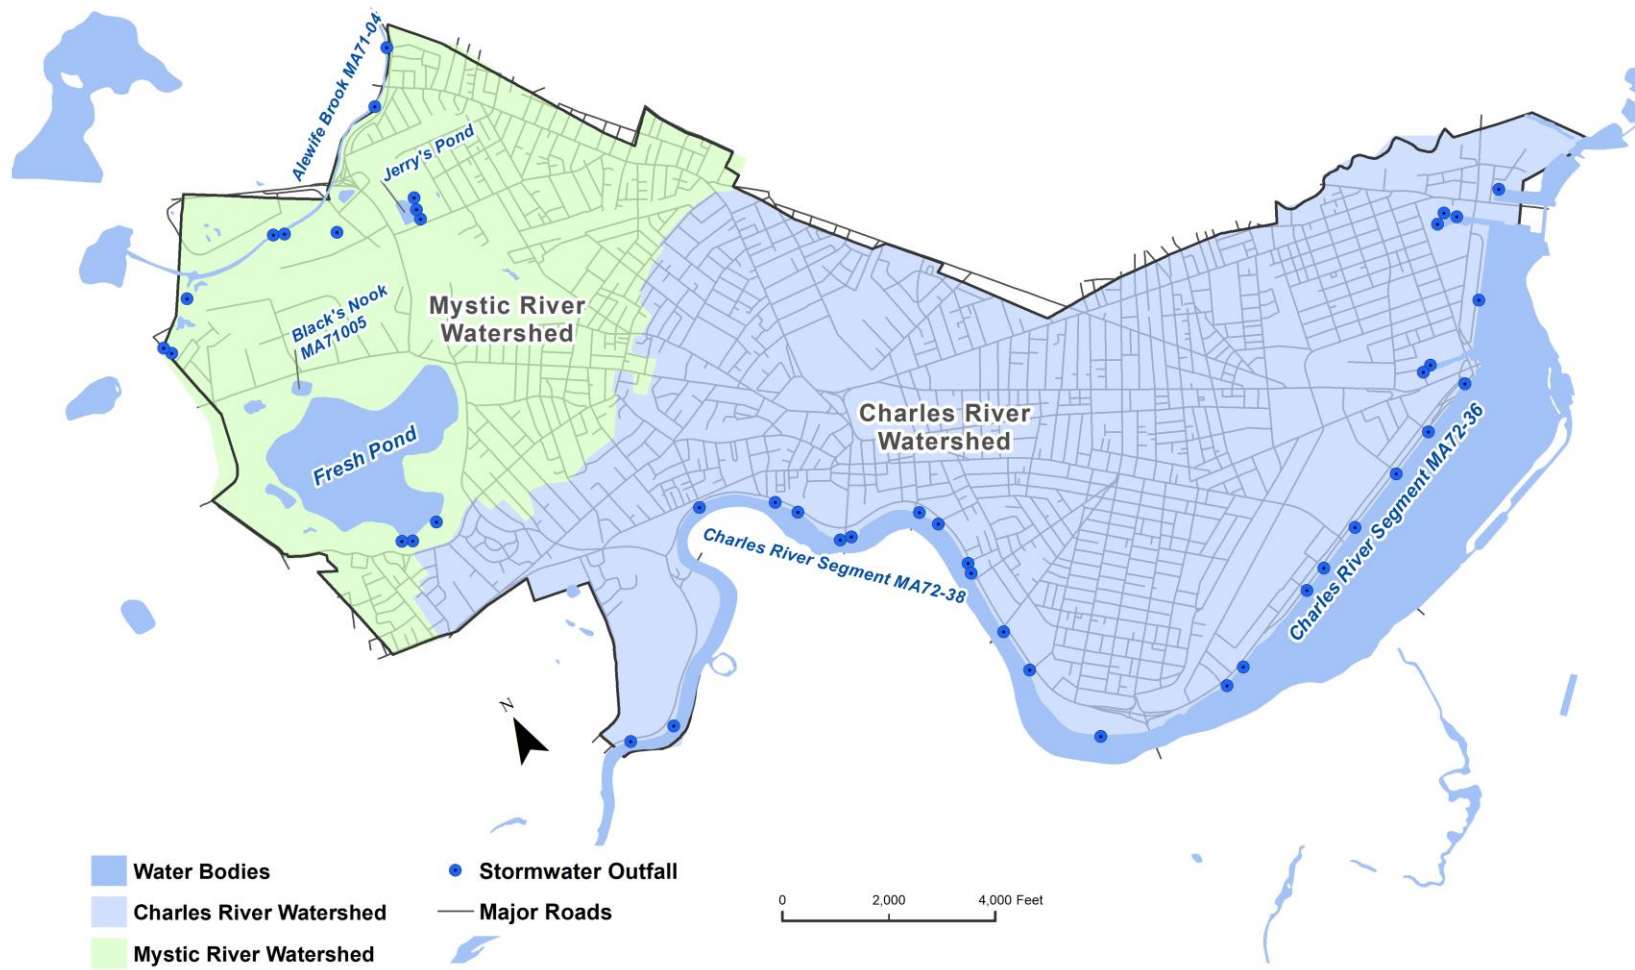 Alewife Brook MA71-04
Jerry's Pond
Black's Nook
MA71005
Mystic River
Watershed
Fresh Pond
Charles River
Watershed
Charles River Segment MA72-38
Charles River Segment MA72-36
N
Water Bodies
Charles River Watershed
Mystic River Watershed
Stormwater Outfall
Major Roads
0 2,000 4,000 Feet